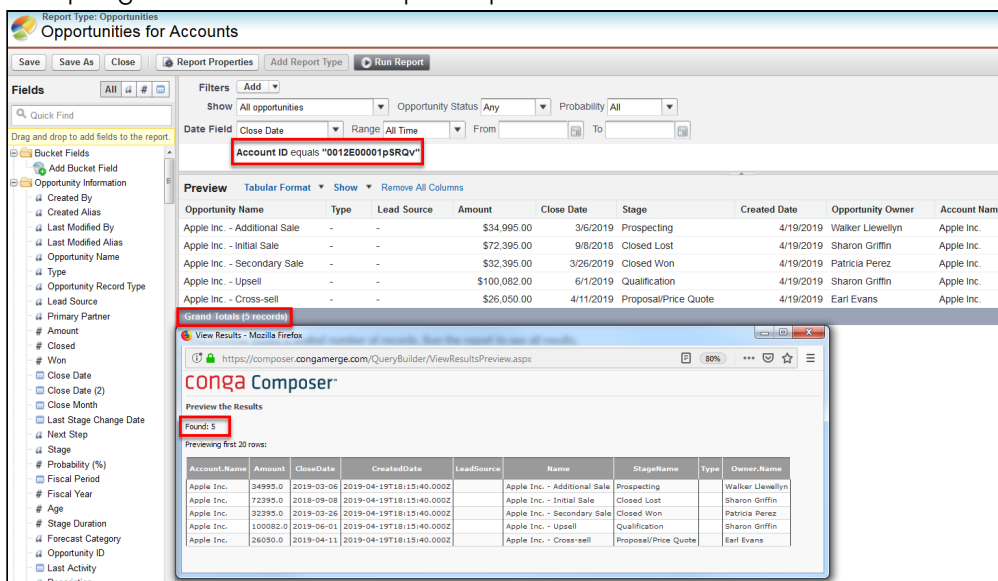 Report Type: Opportunities
Opportunities for Accounts
Save Save As Close Report Properties Add Report Type Run Report
Fields All a # 
Quick Find
Drag and drop to add fields to the report.
Bucket Fields
Add Bucket Field
Opportunity Information
a Created By
a Created Alias
a Last Modified By
a Last Modified Alias
a Opportunity Name
a Type
a Opportunity Record Type
a Lead Source
a Primary Partner
# Amount
# Closed
# Won
Close Date
Close Date (2)
Close Month
Last Stage Change Date
a Next Step
a Stage
# Probability (%)
Fiscal Period
# Fiscal Year
# Age
# Stage Duration
a Forecast Category
a Opportunity ID
Last Activity
Filters Add
Show All opportunities Opportunity Status Any Probability All
Date Field Close Date Range All Time From To
Account ID equals "0012E00001pSRQv"
Preview Tabular Format Show Remove All Columns
Opportunity Name Type Lead Source Amount Close Date Stage Created Date Opportunity Owner Account Nam
Apple Inc. - Additional Sale - - $34,995.00 3/6/2019 Prospecting 4/19/2019 Walker Llewellyn Apple Inc.
Apple Inc. - Initial Sale - - $72,395.00 9/8/2018 Closed Lost 4/19/2019 Sharon Griffin Apple Inc.
Apple Inc. - Secondary Sale - - $32,395.00 3/26/2019 Closed Won 4/19/2019 Patricia Perez Apple Inc.
Apple Inc. - Upsell - - $100,082.00 6/1/2019 Qualification 4/19/2019 Sharon Griffin Apple Inc.
Apple Inc. - Cross-sell - - $26,050.00 4/11/2019 Proposal/Price Quote 4/19/2019 Earl Evans Apple Inc.
Grand Totals (5 records)
View Results - Mozilla Firefox
https://composer.congamerge.com/QueryBuilder/ViewResultsPreview.aspx 80%
conga Composer
Preview the Results
Found: 5
Previewing first 20 rows:
Account.Name Amount CloseDate CreatedDate LeadSource Name StageName Type Owner.Name
Apple Inc. 34995.0 2019-03-06 2019-04-19T18:15:40.000Z Apple Inc. - Additional Sale Prospecting Walker Llewellyn
Apple Inc. 72395.0 2018-09-08 2019-04-19T18:15:40.000Z Apple Inc. - Initial Sale Closed Lost Sharon Griffin
Apple Inc. 32395.0 2019-03-26 2019-04-19T18:15:40.000Z Apple Inc. - Secondary Sale Closed Won Patricia Perez
Apple Inc. 100082.0 2019-06-01 2019-04-19T18:15:40.000Z Apple Inc. - Upsell Qualification Sharon Griffin
Apple Inc. 26050.0 2019-04-11 2019-04-19T18:15:40.000Z Apple Inc. - Cross-sell Proposal/Price Quote Earl Evans